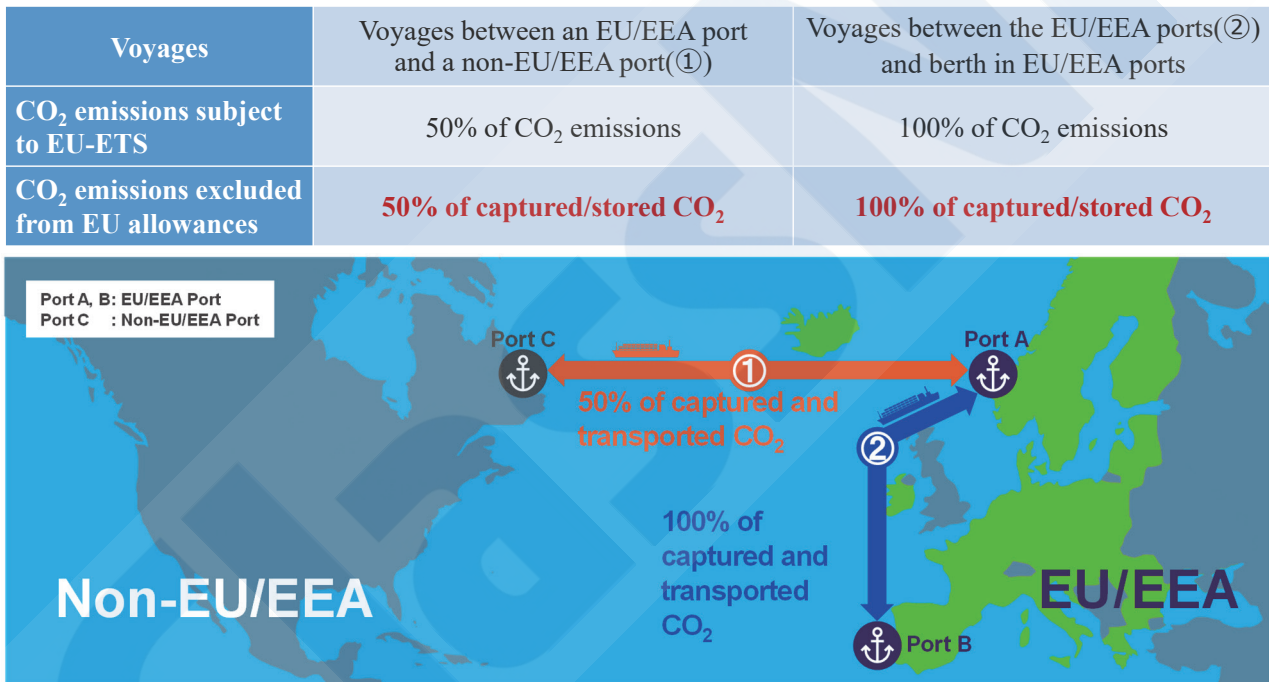 Voyages
Voyages between an EU/EEA port
and a non-EU/EEA port(①)
Voyages between the EU/EEA ports(②)
and berth in EU/EEA ports
CO₂ emissions subject
to EU-ETS
50% of CO₂ emissions
100% of CO₂ emissions
CO₂ emissions excluded
from EU allowances
50% of captured/stored CO₂
100% of captured/stored CO₂
Port A, B: EU/EEA Port
Port C : Non-EU/EEA Port
Port C
Port A
①
50% of captured and
transported CO₂
②
100% of
captured and
transported
CO₂
Non-EU/EEA
EU/EEA
Port B